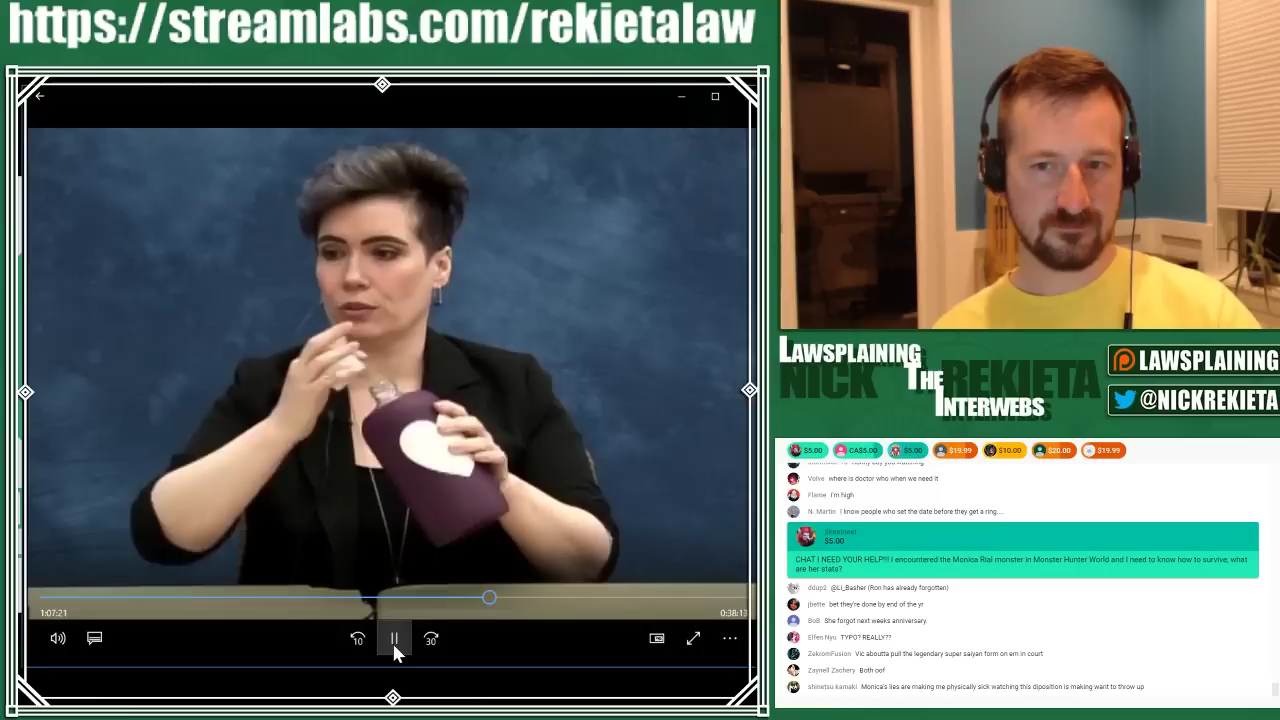 https://streamlabs.com/rekietalaw
1:07:21
0:38:13
10
30
LAWSPLAINING
THE
INTERWEBS
NICK REKIETA
LAWSPLAINING
@NICKREKIETA
$5.00
CA$5.00
$5.00
$19.99
$10.00
$20.00
$19.99
Volve where is doctor who when we need it
Flame I'm high
N. Martin I know people who set the date before they get a ring....
$5.00
CHAT I NEED YOUR HELP!!! I encountered the Monica Rial monster in Monster Hunter World and I need to know how to survive, what
are her stats?
ddup2 @Li_Basher (Ron has already forgotten)
jbette bet they're done by end of the yr
BoB She forgot next weeks anniversary.
Elfen Nyu TYPO? REALLY??
ZekromFusion Vic aboutta pull the legendary super saiyan form on em in court
Zaynell Zachery Both oof
shinetsu kamaki Monica's lies are making me physically sick watching this diposition is making want to throw up